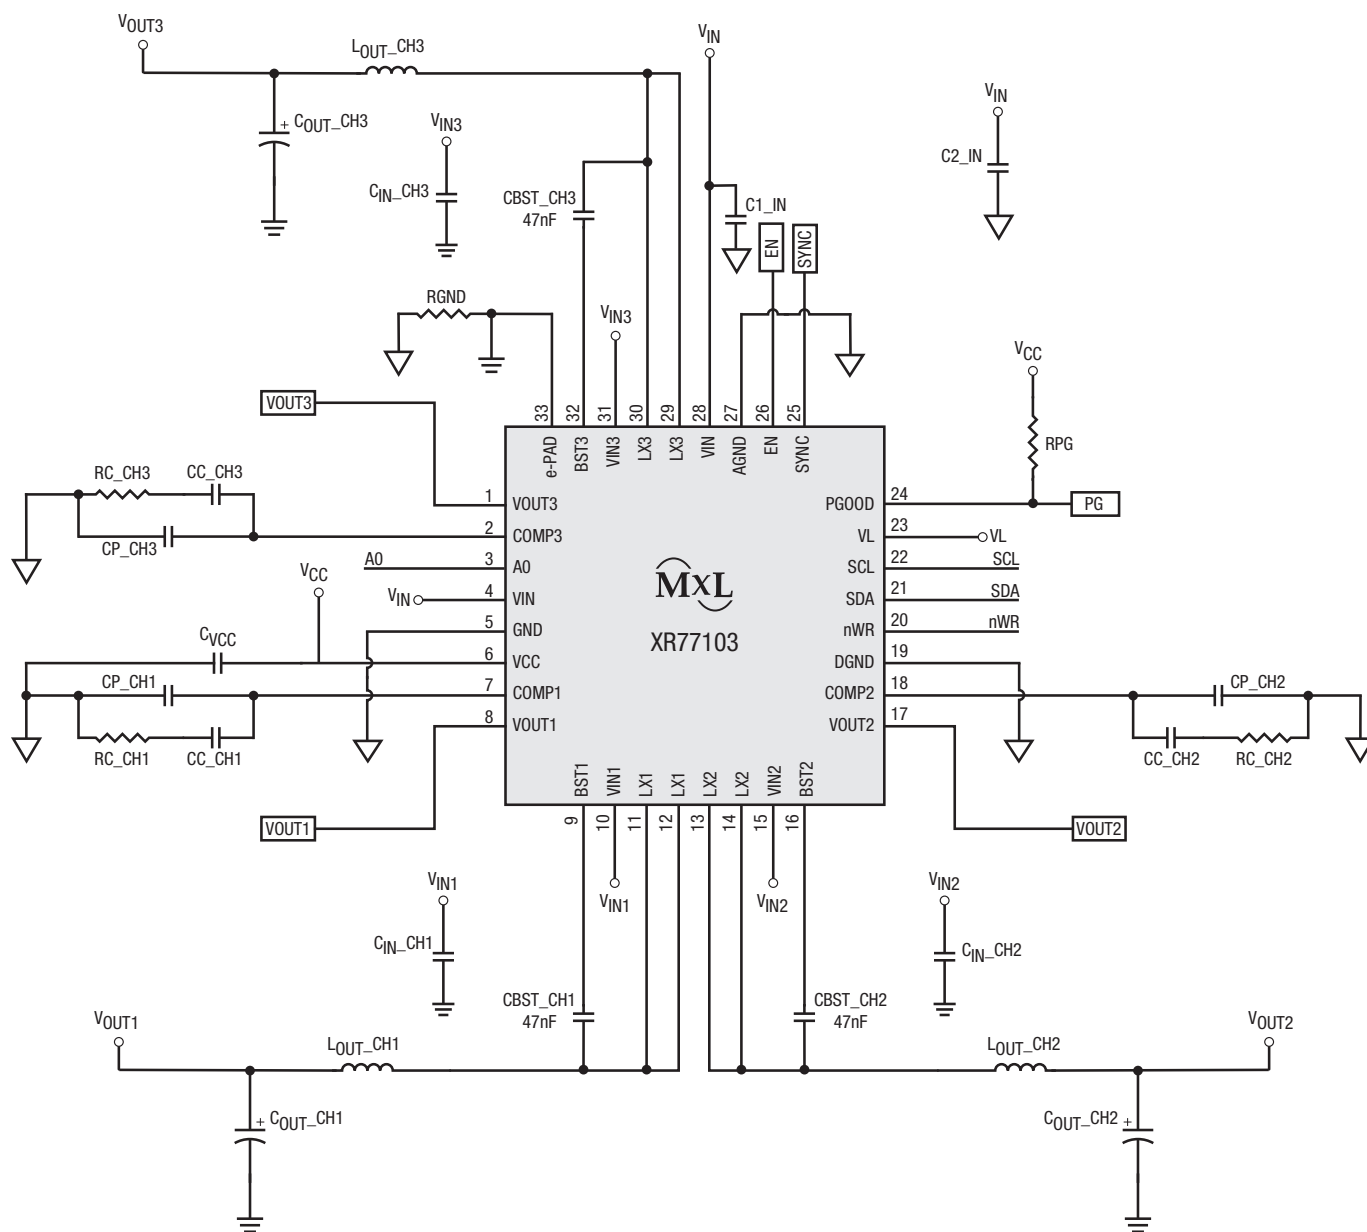 VOUT3
LOUT_CH3
VIN
VIN
+ COUT_CH3
VIN3
C2_IN
CIN_CH3
CBST_CH3
47nF
C1_IN
EN
SYNC
RGND
VIN3
VCC
VOUT3
33
32
31
30
29
28
27
26
25
RPG
e-PAD
BST3
VIN3
LX3
LX3
VIN
AGND
EN
SYNC
RC_CH3
CC_CH3
1
VOUT3
PGOOD
24
PG
CP_CH3
2
COMP3
VL
23
VL
A0
3
A0
SCL
22
SCL
VCC
VIN
4
VIN
MxL
SDA
21
SDA
5
GND
XR77103
nWR
20
nWR
CVCC
6
VCC
DGND
19
CP_CH1
7
COMP1
COMP2
18
CP_CH2
8
VOUT1
VOUT2
17
RC_CH1
CC_CH1
CC_CH2
RC_CH2
BST1
VIN1
LX1
LX1
LX2
LX2
VIN2
BST2
9
10
11
12
13
14
15
16
VOUT1
VOUT2
VIN1
VIN1
VIN2
VIN2
CIN_CH1
CIN_CH2
CBST_CH1
47nF
CBST_CH2
47nF
VOUT1
LOUT_CH1
LOUT_CH2
VOUT2
+ COUT_CH1
COUT_CH2 +